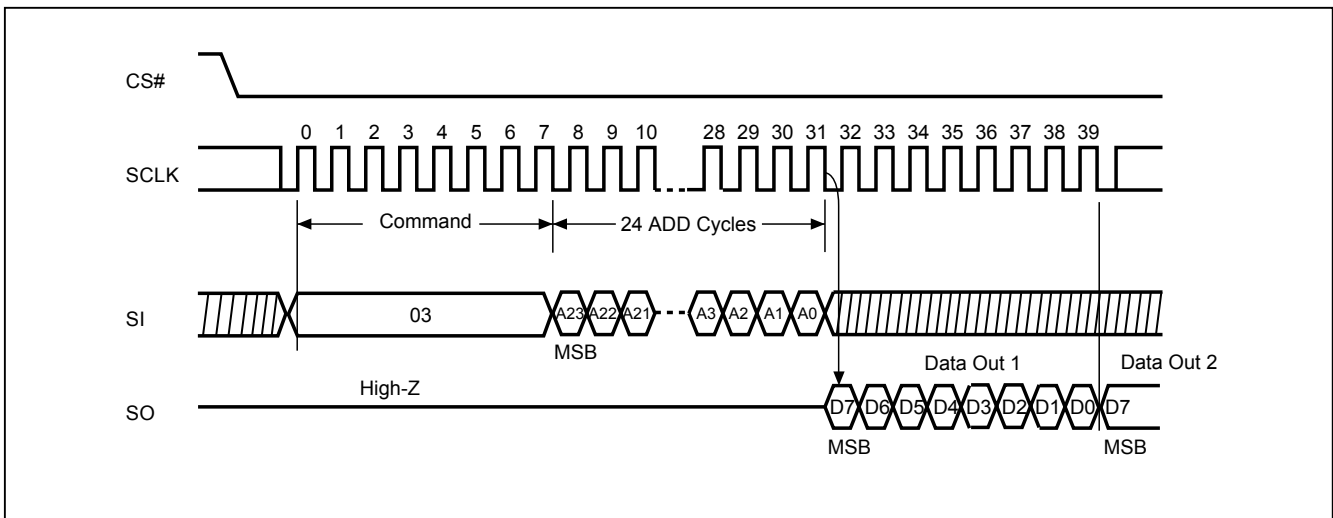 CS#
0 1 2 3 4 5 6 7 8 9 10 28 29 30 31 32 33 34 35 36 37 38 39
SCLK
Command 24 ADD Cycles
SI 03 A23 A22 A21 A3 A2 A1 A0
MSB
High-Z Data Out 1 Data Out 2
SO D7 D6 D5 D4 D3 D2 D1 D0 D7
MSB MSB